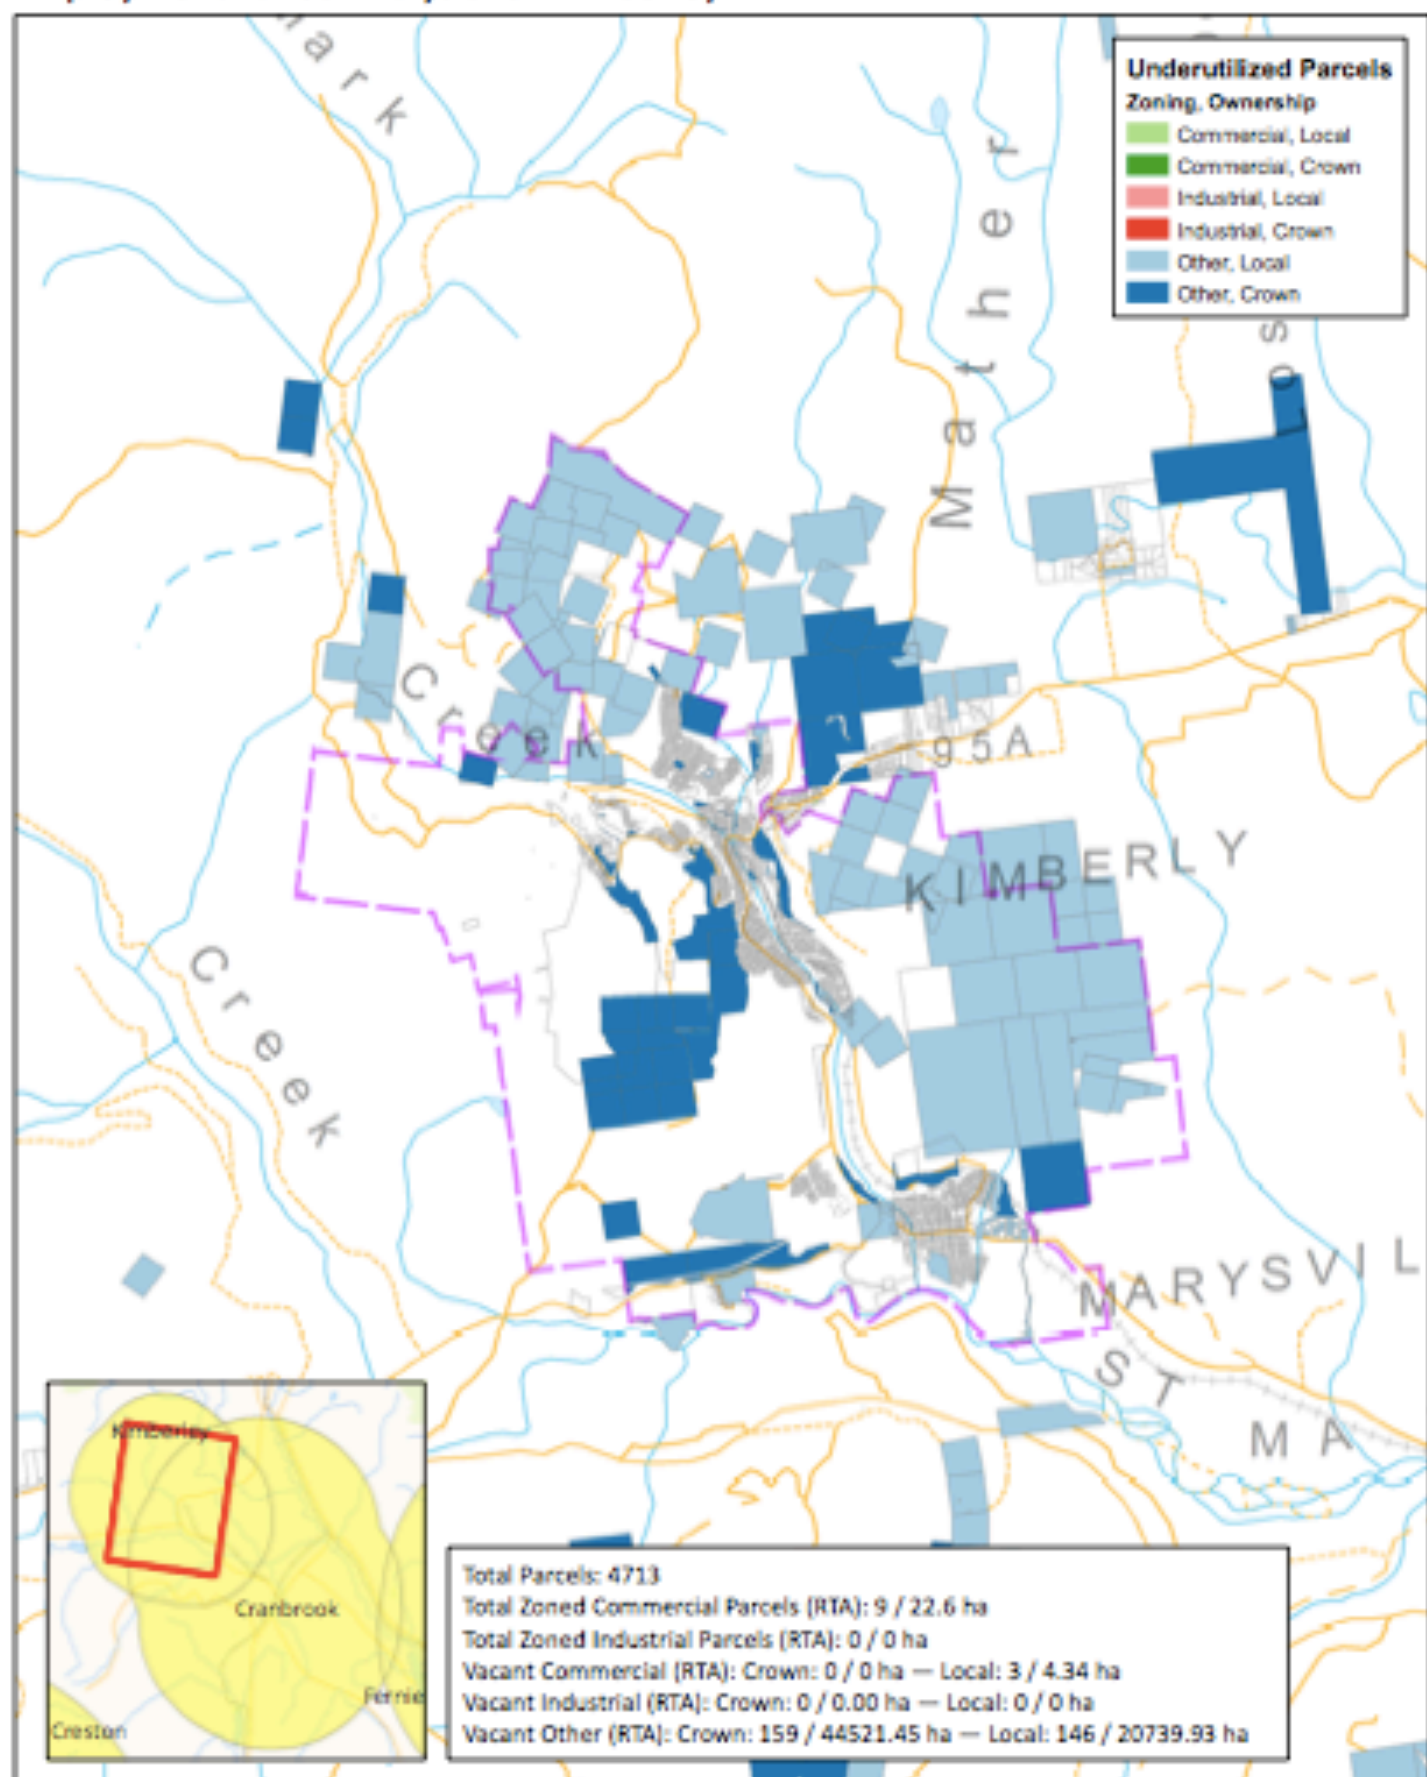 Underutilized Parcels
Zoning, Ownership
Commercial, Local
Commercial, Crown
Industrial, Local
Industrial, Crown
Other, Local
Other, Crown
mark
Mather
Creek
95A
KIMBERLY
Creek
MARYSVIL
ST
MA
Kimberley
Cranbrook
Fernie
Creston
Total Parcels: 4713
Total Zoned Commercial Parcels (RTA): 9 / 22.6 ha
Total Zoned Industrial Parcels (RTA): 0 / 0 ha
Vacant Commercial (RTA): Crown: 0 / 0 ha — Local: 3 / 4.34 ha
Vacant Industrial (RTA): Crown: 0 / 0.00 ha — Local: 0 / 0 ha
Vacant Other (RTA): Crown: 159 / 44521.45 ha — Local: 146 / 20739.93 ha